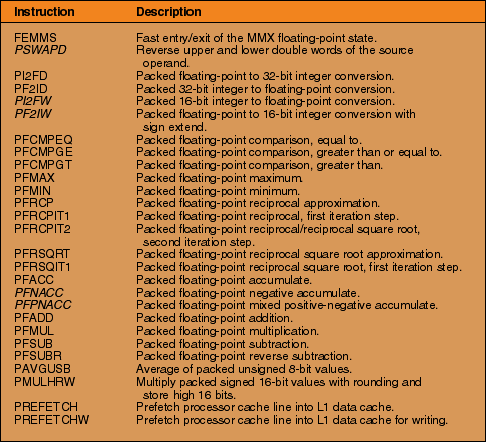 Instruction Description
FEMMS Fast entry/exit of the MMX floating-point state.
PSWAPD Reverse upper and lower double words of the source
operand.
PI2FD Packed floating-point to 32-bit integer conversion.
PF2ID Packed 32-bit integer to floating-point conversion.
PI2FW Packed 16-bit integer to floating-point conversion.
PF2IW Packed floating-point to 16-bit integer conversion with
sign extend.
PFCMPEQ Packed floating-point comparison, equal to.
PFCMPGE Packed floating-point comparison, greater than or equal to.
PFCMPGT Packed floating-point comparison, greater than.
PFMAX Packed floating-point maximum.
PFMIN Packed floating-point minimum.
PFRCP Packed floating-point reciprocal approximation.
PFRCPIT1 Packed floating-point reciprocal, first iteration step.
PFRCPIT2 Packed floating-point reciprocal/reciprocal square root,
second iteration step.
PFRSQRT Packed floating-point reciprocal square root approximation.
PFRSQIT1 Packed floating-point reciprocal square root, first iteration step.
PFACC Packed floating-point accumulate.
PFNACC Packed floating-point negative accumulate.
PFPNACC Packed floating-point mixed positive-negative accumulate.
PFADD Packed floating-point addition.
PFMUL Packed floating-point multiplication.
PFSUB Packed floating-point subtraction.
PFSUBR Packed floating-point reverse subtraction.
PAVGUSB Average of packed unsigned 8-bit values.
PMULHRW Multiply packed signed 16-bit values with rounding and
store high 16 bits.
PREFETCH Prefetch processor cache line into L1 data cache.
PREFETCHW Prefetch processor cache line into L1 data cache for writing.